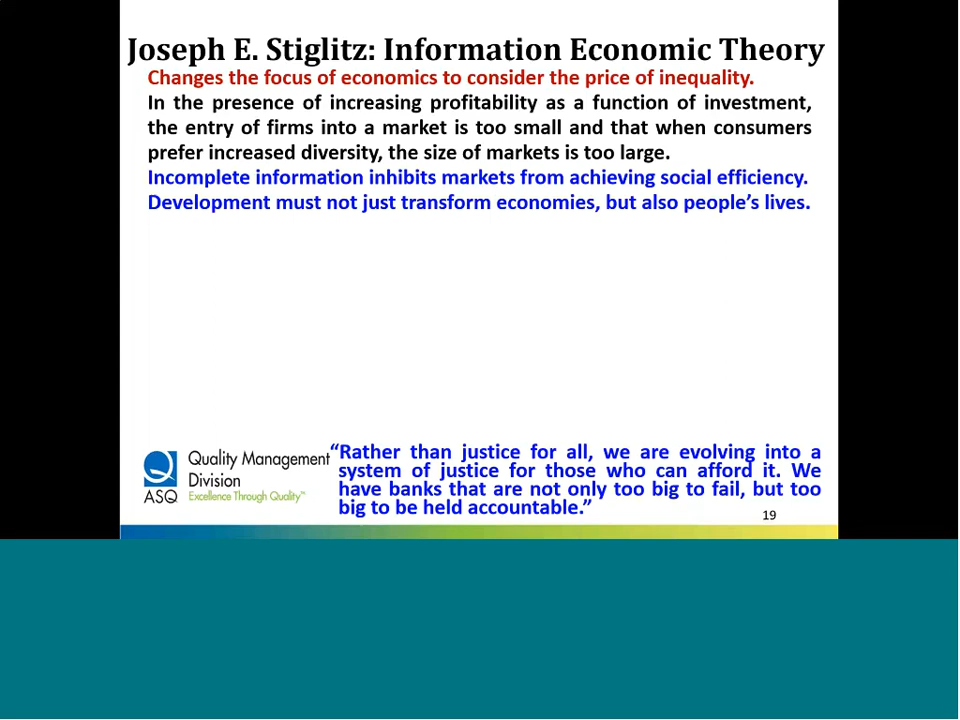 Joseph E. Stiglitz: Information Economic Theory
Changes the focus of economics to consider the price of inequality.
In the presence of increasing profitability as a function of investment,
the entry of firms into a market is too small and that when consumers
prefer increased diversity, the size of markets is too large.
Incomplete information inhibits markets from achieving social efficiency.
Development must not just transform economies, but also people’s lives.
Quality Management
Division
ASQ Excellence Through Quality™
“Rather than justice for all, we are evolving into a
system of justice for those who can afford it. We
have banks that are not only too big to fail, but too
big to be held accountable.”
19